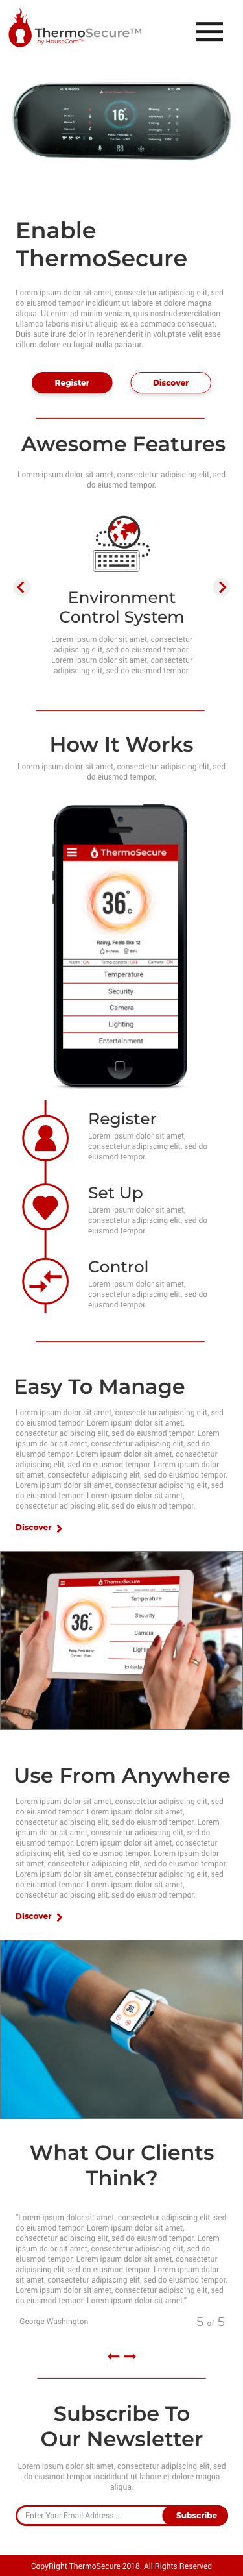 ThermoSecure™
by HouseCom™
16°
Enable
ThermoSecure
Lorem ipsum dolor sit amet, consectetur adipiscing elit, sed
do eiusmod tempor incididunt ut labore et dolore magna
aliqua. Ut enim ad minim veniam, quis nostrud exercitation
ullamco laboris nisi ut aliquip ex ea commodo consequat.
Duis aute irure dolor in reprehenderit in voluptate velit esse
cillum dolore eu fugiat nulla pariatur.
Register Discover
Awesome Features
Lorem ipsum dolor sit amet, consectetur adipiscing elit, sed
do eiusmod tempor.
Environment
Control System
Lorem ipsum dolor sit amet, consectetur
adipiscing elit, sed do eiusmod tempor.
Lorem ipsum dolor sit amet, consectetur
adipiscing elit, sed do eiusmod tempor.
How It Works
Lorem ipsum dolor sit amet, consectetur adipiscing elit, sed
do eiusmod tempor.
ThermoSecure
36°C
Rainy, Feels like 12
Alarm : ON Temp Control : OFF Camera : OFF
Temperature
Security
Camera
Lighting
Entertainment
Register
Lorem ipsum dolor sit amet,
consectetur adipiscing elit, sed do
eiusmod tempor.
Set Up
Lorem ipsum dolor sit amet,
consectetur adipiscing elit, sed do
eiusmod tempor.
Control
Lorem ipsum dolor sit amet,
consectetur adipiscing elit, sed do
eiusmod tempor.
Easy To Manage
Lorem ipsum dolor sit amet, consectetur adipiscing elit, sed
do eiusmod tempor. Lorem ipsum dolor sit amet,
consectetur adipiscing elit, sed do eiusmod tempor. Lorem
ipsum dolor sit amet, consectetur adipiscing elit, sed do
eiusmod tempor. Lorem ipsum dolor sit amet, consectetur
adipiscing elit, sed do eiusmod tempor. Lorem ipsum dolor
sit amet, consectetur adipiscing elit, sed do eiusmod tempor.
Lorem ipsum dolor sit amet, consectetur adipiscing elit, sed
do eiusmod tempor. Lorem ipsum dolor sit amet,
consectetur adipiscing elit, sed do eiusmod tempor.
Discover
ThermoSecure
36°C
Temperature
Security
Camera
Lighting
Use From Anywhere
Lorem ipsum dolor sit amet, consectetur adipiscing elit, sed
do eiusmod tempor. Lorem ipsum dolor sit amet,
consectetur adipiscing elit, sed do eiusmod tempor. Lorem
ipsum dolor sit amet, consectetur adipiscing elit, sed do
eiusmod tempor. Lorem ipsum dolor sit amet, consectetur
adipiscing elit, sed do eiusmod tempor. Lorem ipsum dolor
sit amet, consectetur adipiscing elit, sed do eiusmod tempor.
Lorem ipsum dolor sit amet, consectetur adipiscing elit, sed
do eiusmod tempor. Lorem ipsum dolor sit amet,
consectetur adipiscing elit, sed do eiusmod tempor.
Discover
36°
What Our Clients
Think?
"Lorem ipsum dolor sit amet, consectetur adipiscing elit, sed
do eiusmod tempor. Lorem ipsum dolor sit amet,
consectetur adipiscing elit, sed do eiusmod tempor. Lorem
ipsum dolor sit amet, consectetur adipiscing elit, sed do
eiusmod tempor. Lorem ipsum dolor sit amet, consectetur
adipiscing elit, sed do eiusmod tempor. Lorem ipsum dolor
sit amet, consectetur adipiscing elit, sed do eiusmod tempor.
Lorem ipsum dolor sit amet, consectetur adipiscing elit, sed
do eiusmod tempor. Lorem ipsum dolor sit amet."
- George Washington 5 of 5
Subscribe To
Our Newsletter
Lorem ipsum dolor sit amet, consectetur adipiscing elit, sed
do eiusmod tempor incididunt ut labore et dolore magna
aliqua.
Enter Your Email Address..... Subscribe
CopyRight ThermoSecure 2018. All Rights Reserved